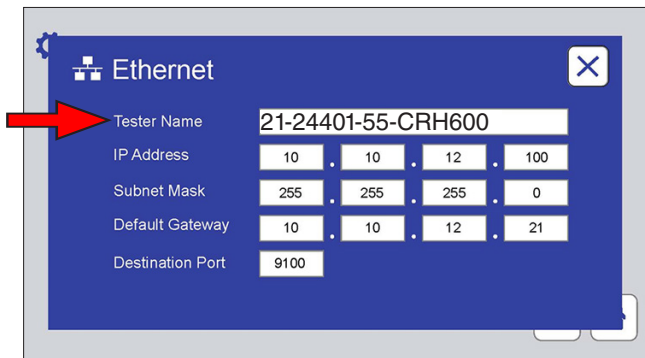 Ethernet
Tester Name 21-24401-55-CRH600
IP Address 10 . 10 . 12 . 100
Subnet Mask 255 . 255 . 255 . 0
Default Gateway 10 . 10 . 12 . 21
Destination Port 9100